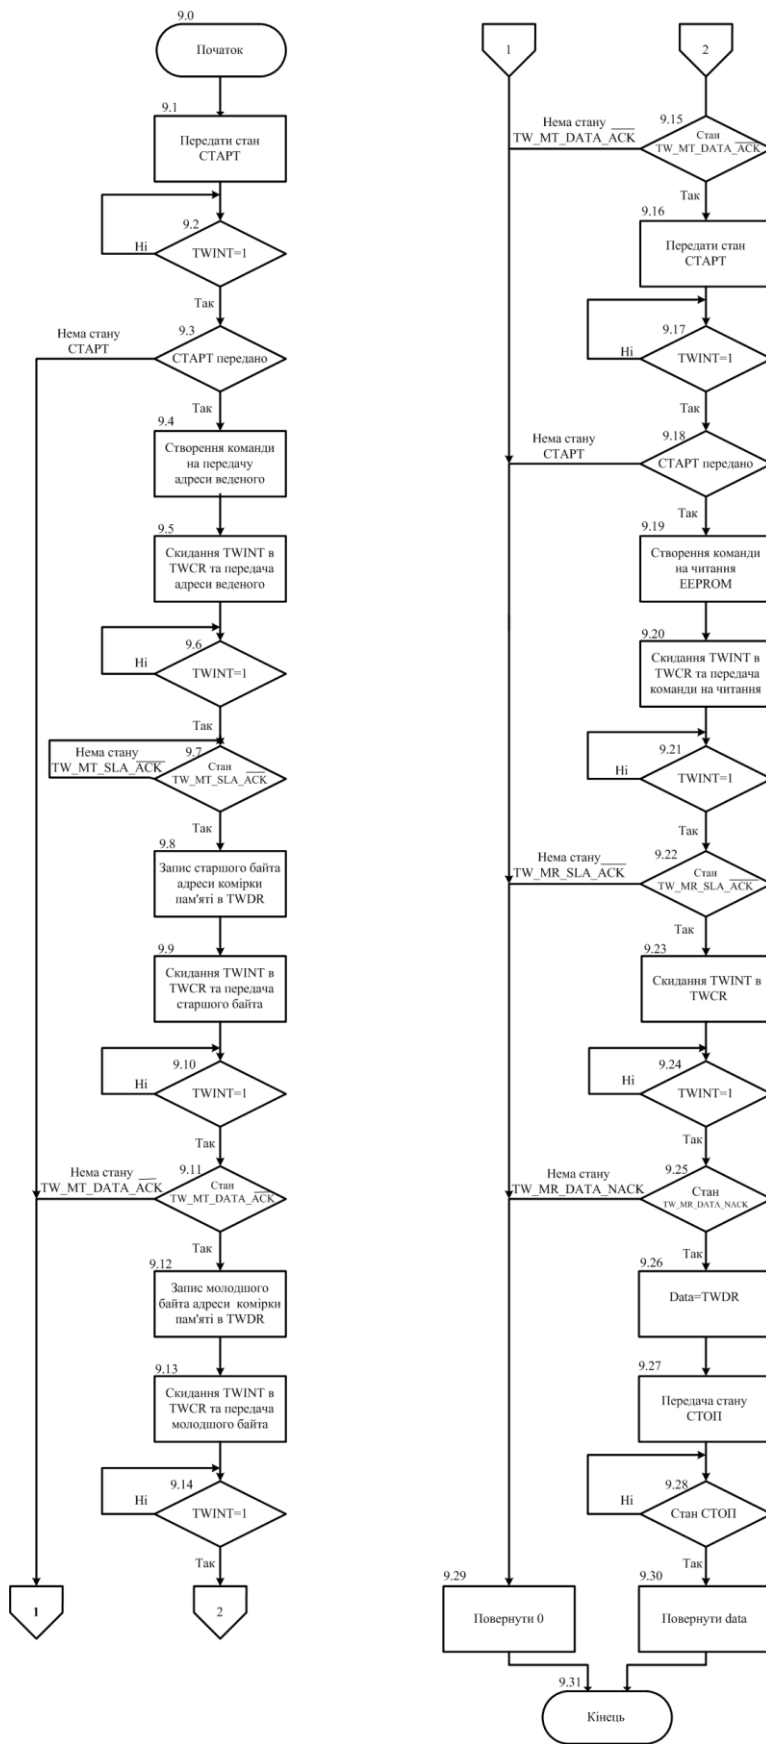 9.0
Початок
9.1
Передати стан
СТАРТ
9.2
Ні
TWINT=1
Так
Нема стану
СТАРТ
9.3
СТАРТ передано
Так
9.4
Створення команди
на передачу
адреси веденого
9.5
Скидання TWINT в
TWCR та передача
адреси веденого
9.6
Ні
TWINT=1
Так
Нема стану
TW_MT_SLA_A̅C̅K̅
9.7
Стан
TW_MT_SLA_A̅C̅K̅
Так
9.8
Запис старшого байта
адреси комірки
пам'яті в TWDR
9.9
Скидання TWINT в
TWCR та передача
старшого байта
9.10
Ні
TWINT=1
Так
Нема стану
TW_MT_DATA_A̅C̅K̅
9.11
Стан
TW_MT_DATA_A̅C̅K̅
Так
9.12
Запис молодшого
байта адреси комірки
пам'яті в TWDR
9.13
Скидання TWINT в
TWCR та передача
молодшого байта
9.14
Ні
TWINT=1
Так
1
2
1
2
Нема стану
TW_MT_DATA_A̅C̅K̅
9.15
Стан
TW_MT_DATA_A̅C̅K̅
Так
9.16
Передати стан
СТАРТ
9.17
Ні
TWINT=1
Так
Нема стану
СТАРТ
9.18
СТАРТ передано
Так
9.19
Створення команди
на читання
EEPROM
9.20
Скидання TWINT в
TWCR та передача
команди на читання
9.21
Ні
TWINT=1
Так
Нема стану
TW_MR_SLA_A̅C̅K̅
9.22
Стан
TW_MR_SLA_A̅C̅K̅
Так
9.23
Скидання TWINT в
TWCR
9.24
Ні
TWINT=1
Так
Нема стану
TW_MR_DATA_NACK
9.25
Стан
TW_MR_DATA_NACK
Так
9.26
Data=TWDR
9.27
Передача стану
СТОП
9.28
Ні
Стан СТОП
Так
9.29
Повернути 0
9.30
Повернути data
9.31
Кінець